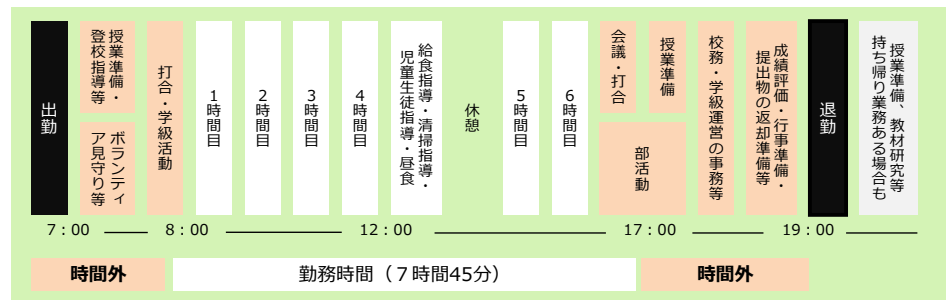 出勤
授業準備・
登校指導等
ボランティ
ア見守り等
打合・学級活動
1時間目
2時間目
3時間目
4時間目
給食指導・清掃指導・
児童生徒指導・昼食
休憩
5時間目
6時間目
会議・打合
授業準備
部活動
校務・学級運営の事務等
成績評価・行事準備・
提出物の返却準備等
退勤
授業準備、教材研究等
持ち帰り業務ある場合も
7：00
8：00
12：00
17：00
19：00
時間外
勤務時間（７時間45分）
時間外